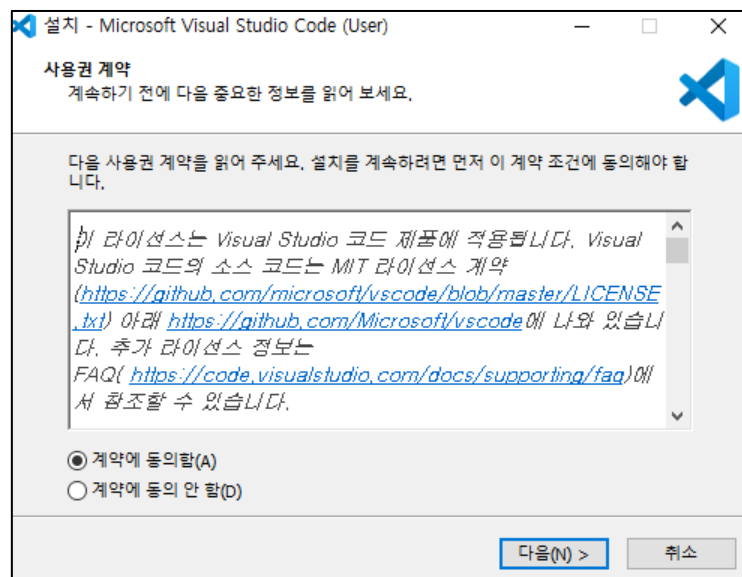 설치 - Microsoft Visual Studio Code (User)
사용권 계약
계속하기 전에 다음 중요한 정보를 읽어 보세요.
다음 사용권 계약을 읽어 주세요. 설치를 계속하려면 먼저 이 계약 조건에 동의해야 합
니다.
이 라이선스는 Visual Studio 코드 제품에 적용됩니다. Visual
Studio 코드의 소스 코드는 MIT 라이선스 계약
(https://github.com/microsoft/vscode/blob/master/LICENSE
.txt) 아래 https://github.com/Microsoft/vscode에 나와 있습니
다. 추가 라이선스 정보는
FAQ( https://code.visualstudio.com/docs/supporting/faq)에
서 참조할 수 있습니다.
계약에 동의함(A)
계약에 동의 안 함(D)
다음(N) > 취소